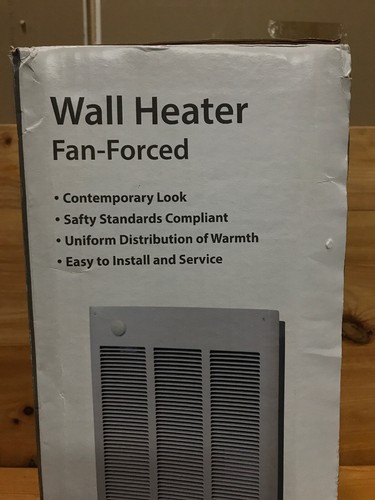 Wall Heater
Fan-Forced
• Contemporary Look
• Safty Standards Compliant
• Uniform Distribution of Warmth
• Easy to Install and Service